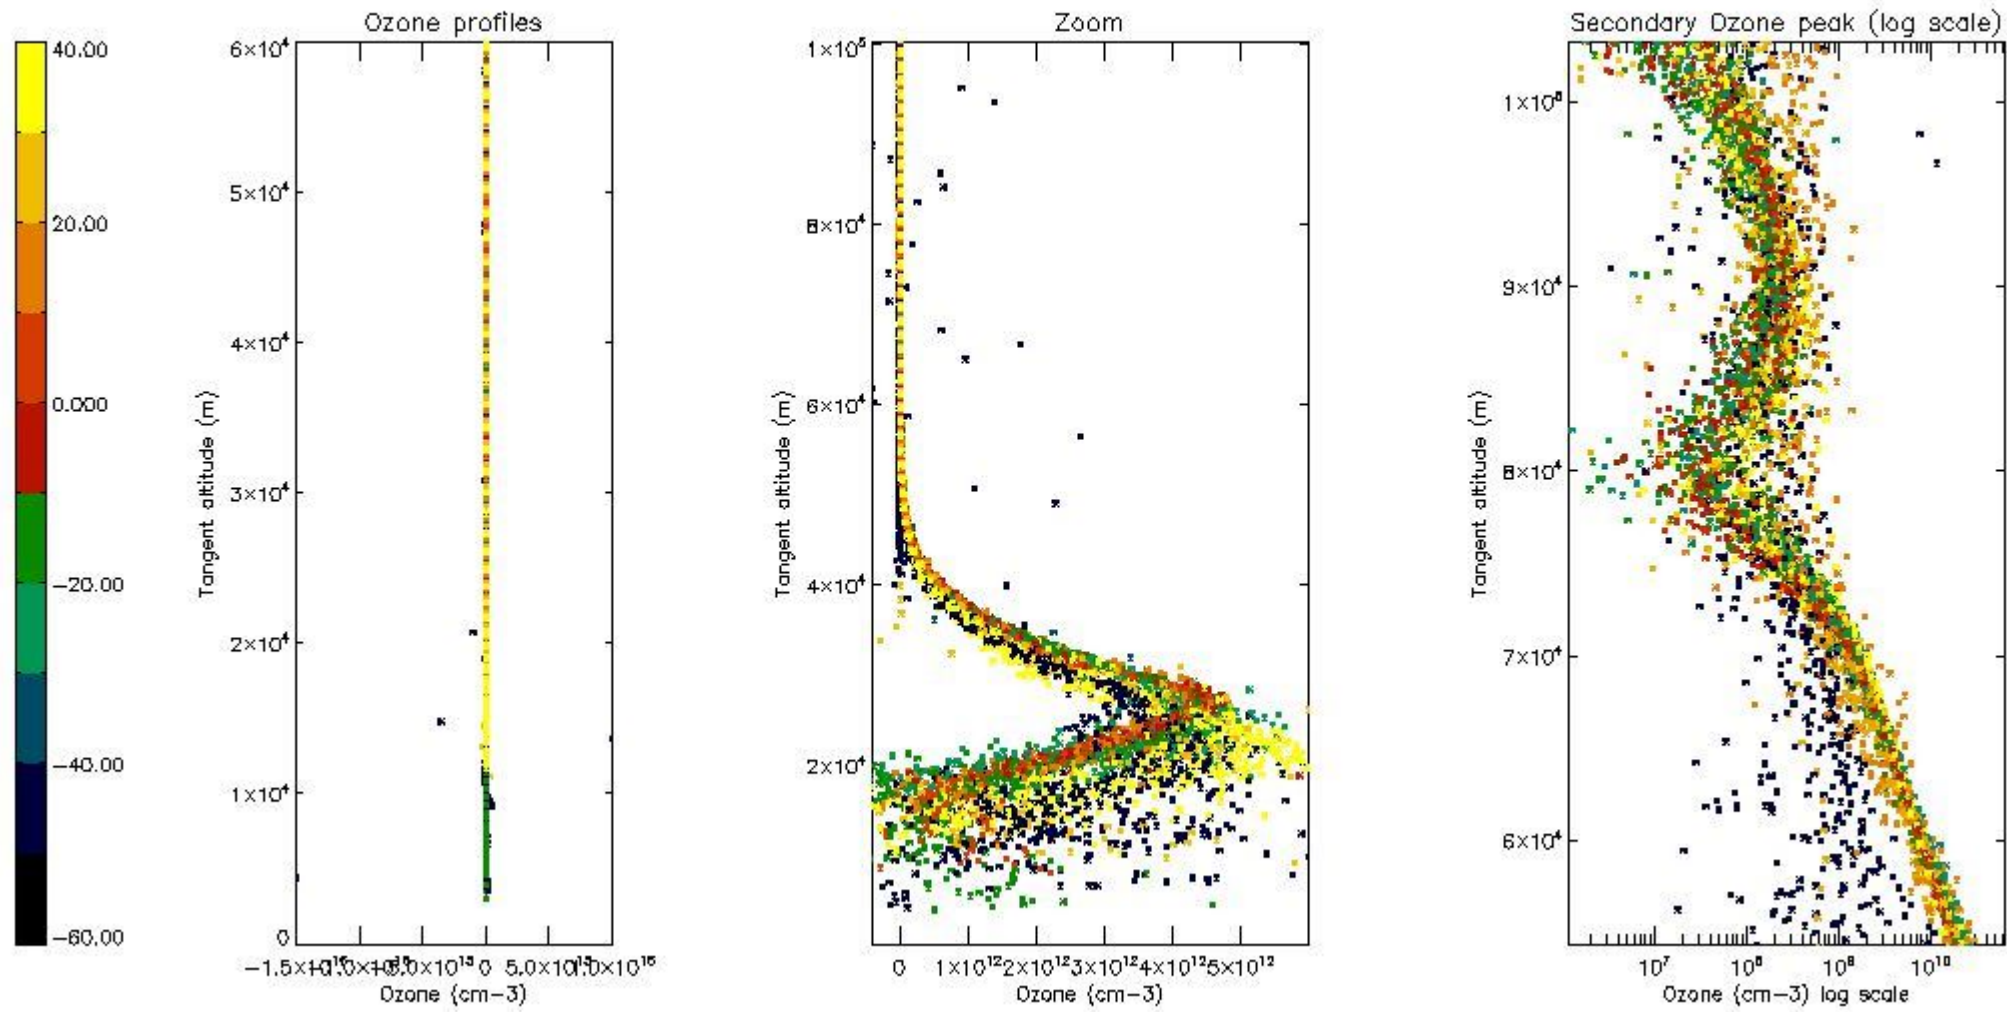 Ozone profiles
Zoom
Secondary Ozone peak (log scale)
40.00
20.00
0.000
−20.00
−40.00
−60.00
6×10⁴
5×10⁴
4×10⁴
3×10⁴
2×10⁴
1×10⁴
0
Tangent altitude (m)
0 5.0×10¹⁵
Ozone (cm−3)
1×10⁵
8×10⁴
6×10⁴
4×10⁴
2×10⁴
Tangent altitude (m)
0 1×10¹² 2×10¹² 3×10¹² 4×10¹² 5×10¹²
Ozone (cm−3)
1×10⁵
9×10⁴
8×10⁴
7×10⁴
6×10⁴
Tangent altitude (m)
10⁷ 10⁸ 10⁹ 10¹⁰
Ozone (cm−3) log scale